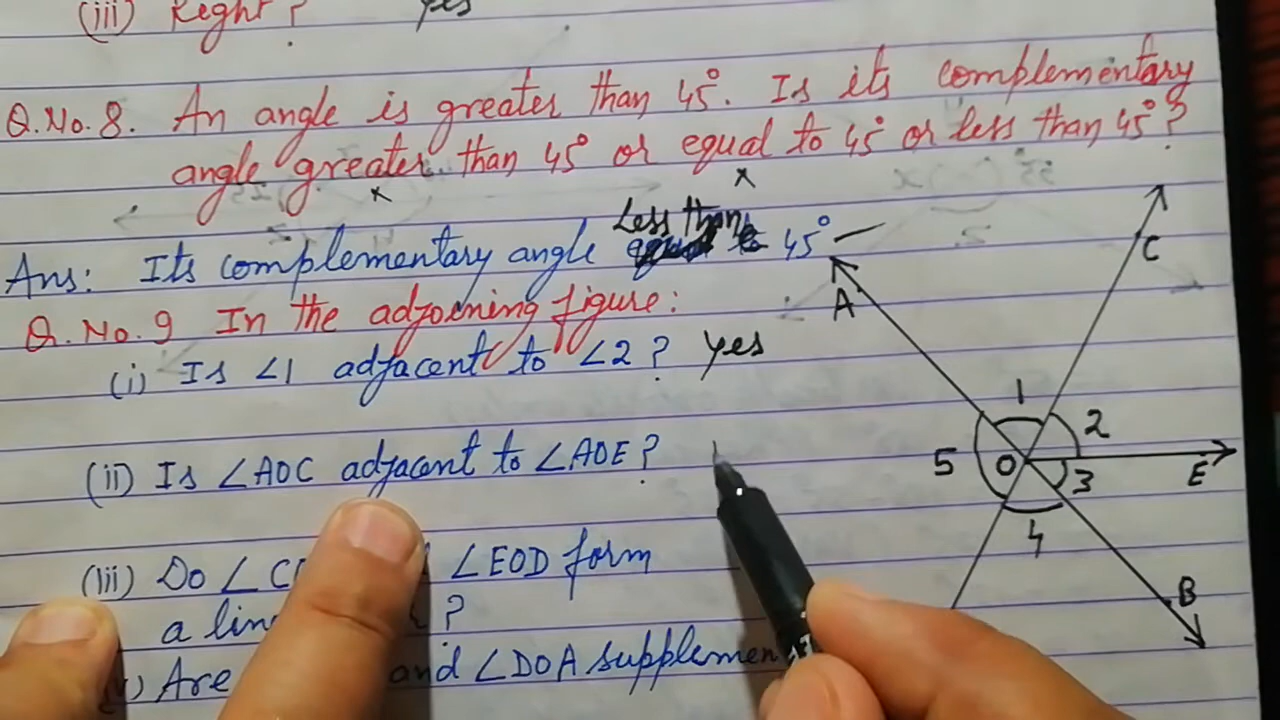 (iii) Right? yes
Q.No.8. An angle is greater than 45°. Is its complementary
angle greater than 45° or equal to 45° or less than 45°?
x x
Less than
Ans: Its complementary angle 45°
Q.No.9 In the adjoining figure:
(i) Is ∠1 adjacent to ∠2? yes
(ii) Is ∠AOC adjacent to ∠AOE?
(iii) Do ∠EOD form
a
?
Are and ∠DOA
A
C
1
2
5
O
3
E
4
B